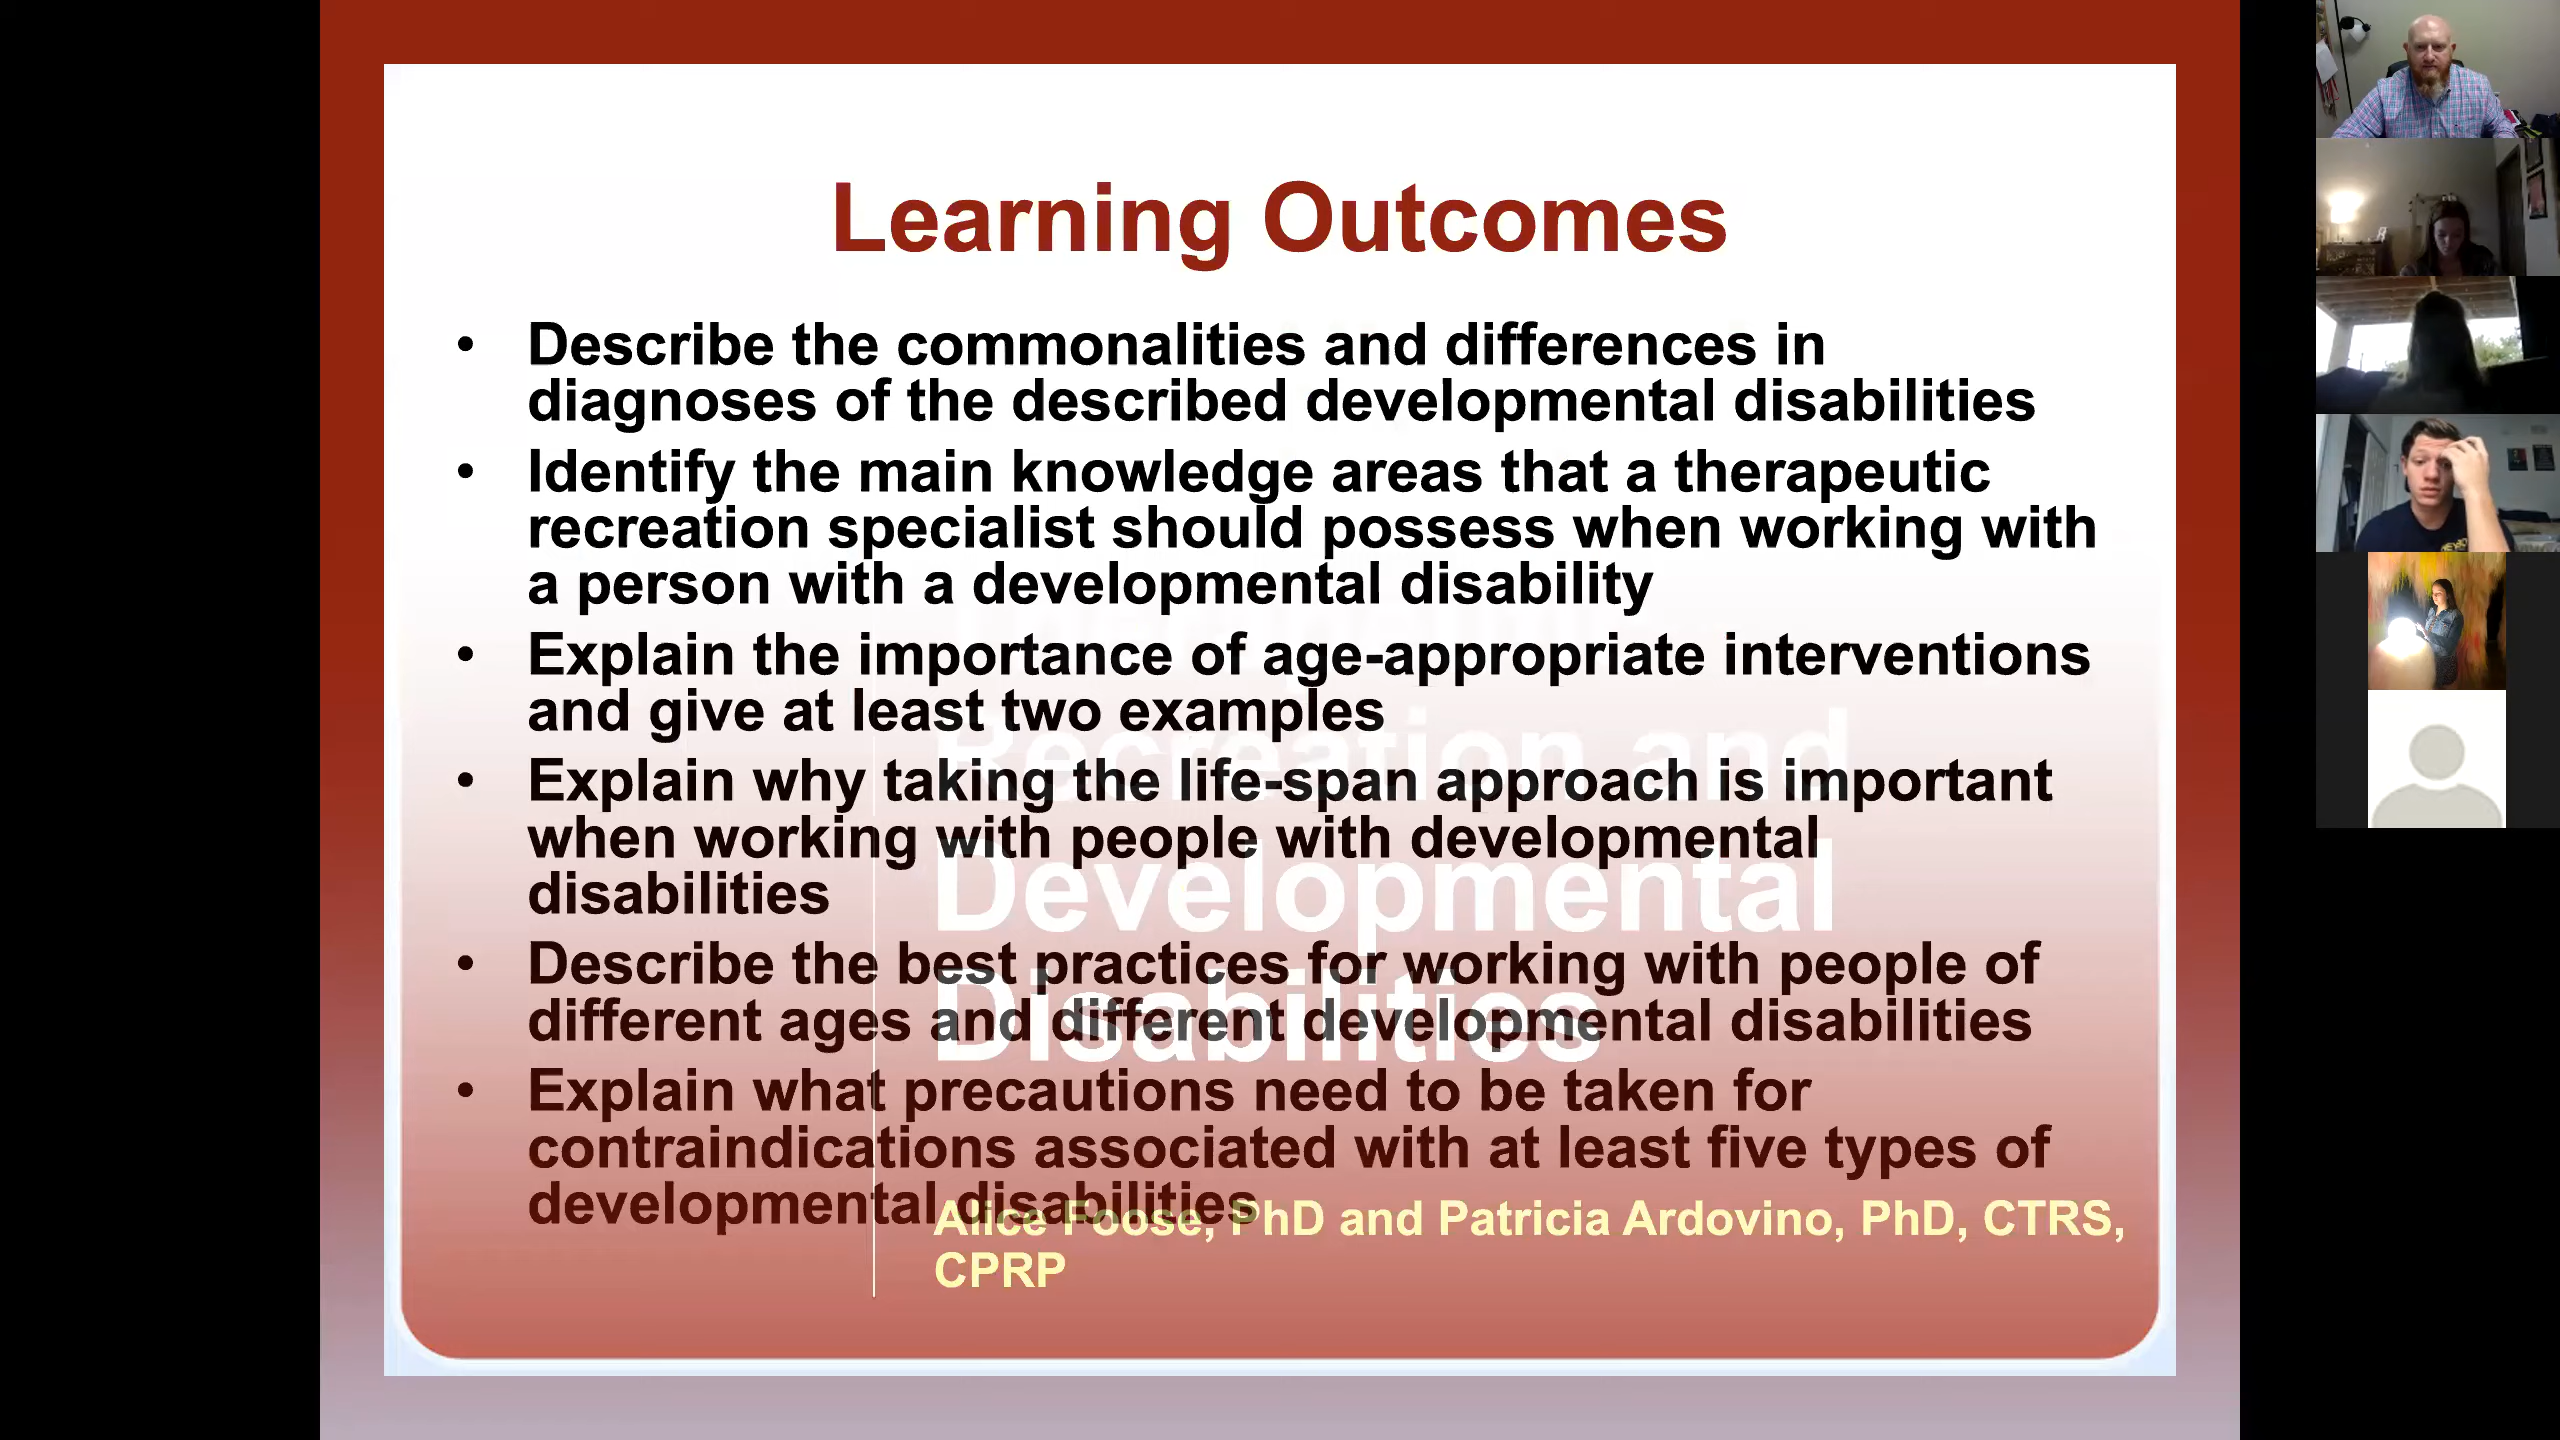 Learning Outcomes
• Describe the commonalities and differences in
diagnoses of the described developmental disabilities
• Identify the main knowledge areas that a therapeutic
recreation specialist should possess when working with
a person with a developmental disability
• Explain the importance of age-appropriate interventions
and give at least two examples
• Explain why taking the life-span approach is important
when working with people with developmental
disabilities
• Describe the best practices for working with people of
different ages and different developmental disabilities
• Explain what precautions need to be taken for
contraindications associated with at least five types of
developmental disabilities
Recreation and
Developmental
Disabilities
Alice Foose, PhD and Patricia Ardovino, PhD, CTRS,
CPRP